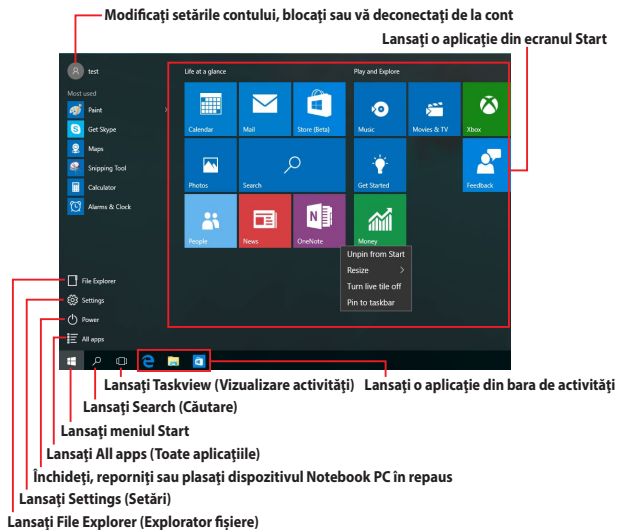 Modificați setările contului, blocați sau vă deconectați de la cont
Lansați o aplicație din ecranul Start
test
Life at a glance
Play and Explore
Most used
Paint
Get Skype
Maps
Snipping Tool
Calculator
Alarms & Clock
Calendar
Mail
Store (Beta)
Music
Movies & TV
Xbox
Photos
Search
Get Started
Feedback
People
News
OneNote
Money
Unpin from Start
Resize
Turn live tile off
Pin to taskbar
File Explorer
Settings
Power
All apps
Lansați Taskview (Vizualizare activități)
Lansați o aplicație din bara de activități
Lansați Search (Căutare)
Lansați meniul Start
Lansați All apps (Toate aplicațiile)
Închideți, reporniți sau plasați dispozitivul Notebook PC în repaus
Lansați Settings (Setări)
Lansați File Explorer (Explorator fișiere)